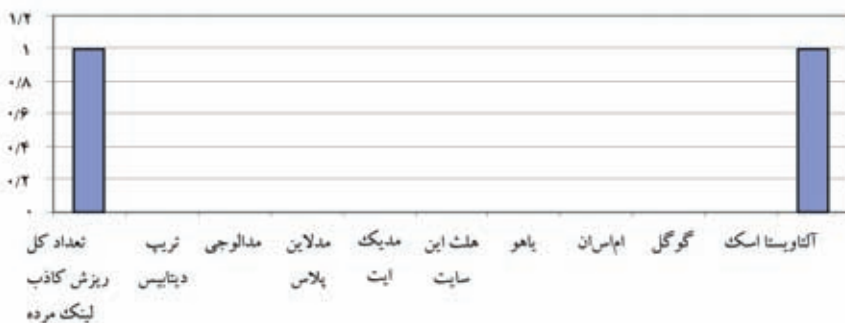 ۱/۲
۱
۰/۸
۰/۶
۰/۴
۰/۲
۰
آلتاویستا اسک گوگل ام‌اس‌ان یاهو هلث این مدیک مدلاین مدالوجی تریپ تعداد کل
سایت ایت پلاس دیتابیس ریزش کاذب
لینک مرده